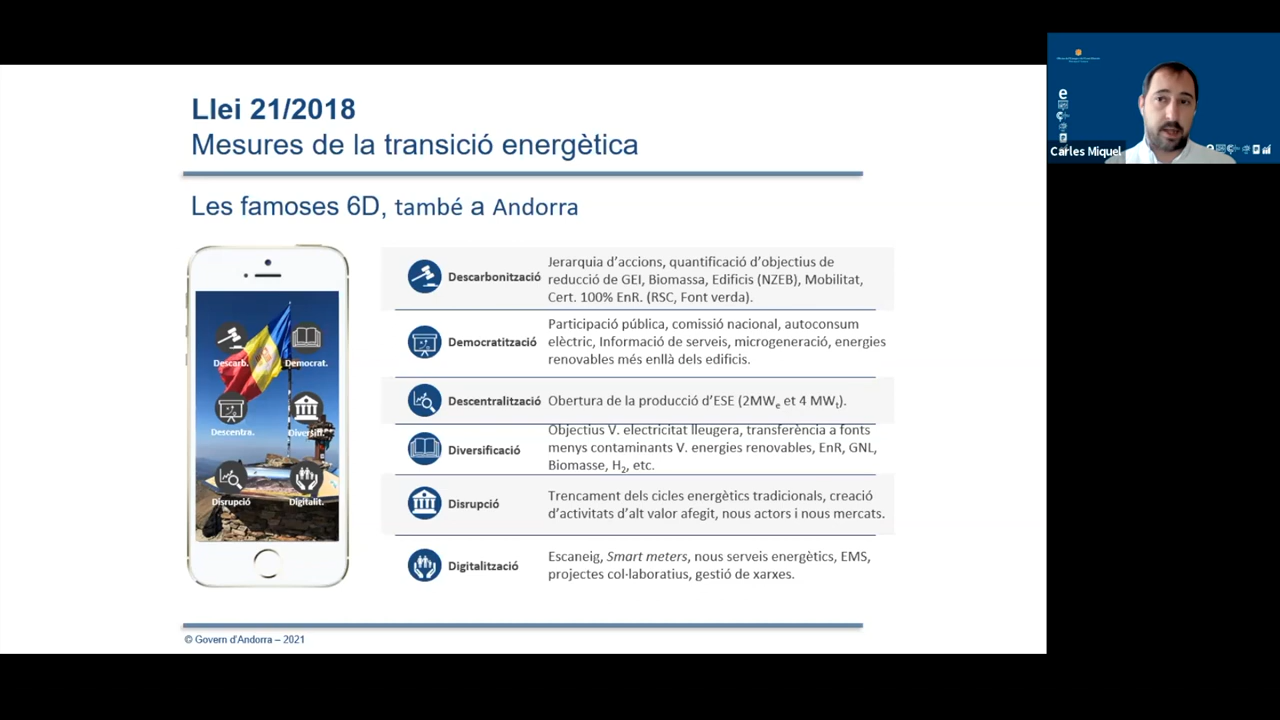 Llei 21/2018
Mesures de la transició energètica
Les famoses 6D, també a Andorra
Descarb.
Democrat.
Descentra.
Diversif.
Disrupció
Digitalit.
Descarbonització
Jerarquia d'accions, quantificació d'objectius de
reducció de GEI, Biomassa, Edificis (NZEB), Mobilitat,
Cert. 100% EnR. (RSC, Font verda).
Democratització
Participació pública, comissió nacional, autoconsum
elèctric, Informació de serveis, microgeneració, energies
renovables més enllà dels edificis.
Descentralització
Obertura de la producció d'ESE (2MWe et 4 MWt).
Diversificació
Objectius V. electricitat lleugera, transferència a fonts
menys contaminants V. energies renovables, EnR, GNL,
Biomasse, H2, etc.
Disrupció
Trencament dels cicles energètics tradicionals, creació
d'activitats d'alt valor afegit, nous actors i nous mercats.
Digitalització
Escaneig, Smart meters, nous serveis energètics, EMS,
projectes col·laboratius, gestió de xarxes.
© Govern d'Andorra – 2021
e
Carles Miquel